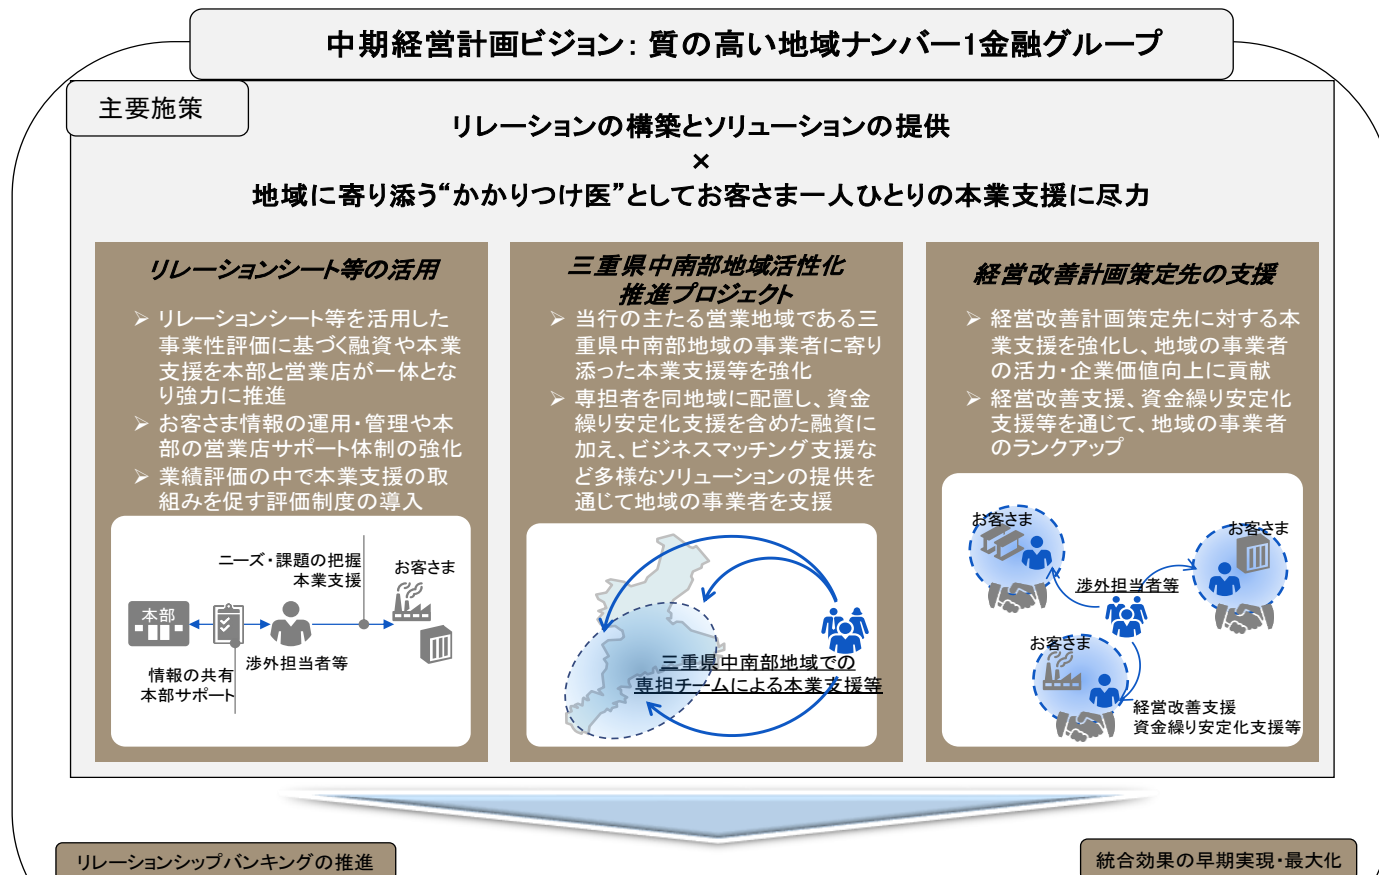 中期経営計画ビジョン： 質の高い地域ナンバー1金融グループ
主要施策
リレーションの構築とソリューションの提供
×
地域に寄り添う“かかりつけ医”としてお客さま一人ひとりの本業支援に尽力
リレーションシート等の活用
➢ リレーションシート等を活用した
事業性評価に基づく融資や本業
支援を本部と営業店が一体とな
り強力に推進
➢ お客さま情報の運用・管理や本
部の営業店サポート体制の強化
➢ 業績評価の中で本業支援の取
組みを促す評価制度の導入
ニーズ・課題の把握
本業支援
お客さま
本部
渉外担当者等
情報の共有
本部サポート
三重県中南部地域活性化
推進プロジェクト
➢ 当行の主たる営業地域である三
重県中南部地域の事業者に寄り
添った本業支援等を強化
➢ 専担者を同地域に配置し、資金
繰り安定化支援を含めた融資に
加え、ビジネスマッチング支援な
ど多様なソリューションの提供を
通じて地域の事業者を支援
三重県中南部地域での
専担チームによる本業支援等
経営改善計画策定先の支援
➢ 経営改善計画策定先に対する本
業支援を強化し、地域の事業者
の活力・企業価値向上に貢献
➢ 経営改善支援、資金繰り安定化
支援等を通じて、地域の事業者
のランクアップ
お客さま
お客さま
渉外担当者等
お客さま
経営改善支援
資金繰り安定化支援等
リレーションシップバンキングの推進
統合効果の早期実現・最大化